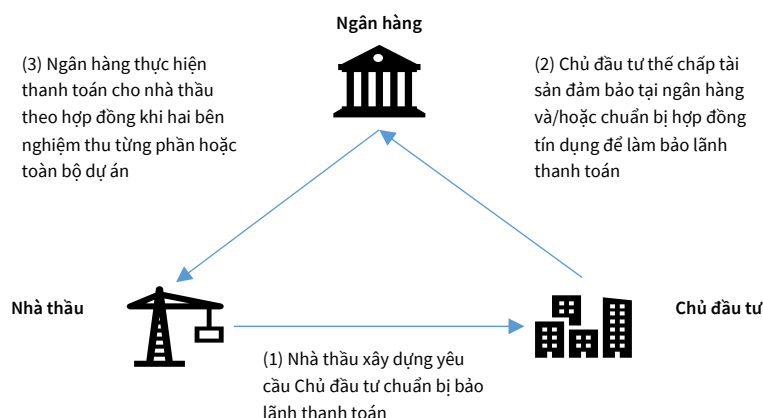 Ngân hàng
(3) Ngân hàng thực hiện
thanh toán cho nhà thầu
theo hợp đồng khi hai bên
nghiệm thu từng phần hoặc
toàn bộ dự án
(2) Chủ đầu tư thế chấp tài
sản đảm bảo tại ngân hàng
và/hoặc chuẩn bị hợp đồng
tín dụng để làm bảo lãnh
thanh toán
Nhà thầu
Chủ đầu tư
(1) Nhà thầu xây dựng yêu
cầu Chủ đầu tư chuẩn bị bảo
lãnh thanh toán